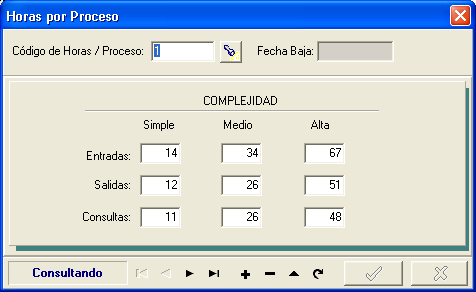 Horas por Proceso
Código de Horas / Proceso: 1 Fecha Baja:
COMPLEJIDAD
Simple Medio Alta
Entradas: 14 34 67
Salidas: 12 26 51
Consultas: 11 26 48
Consultando